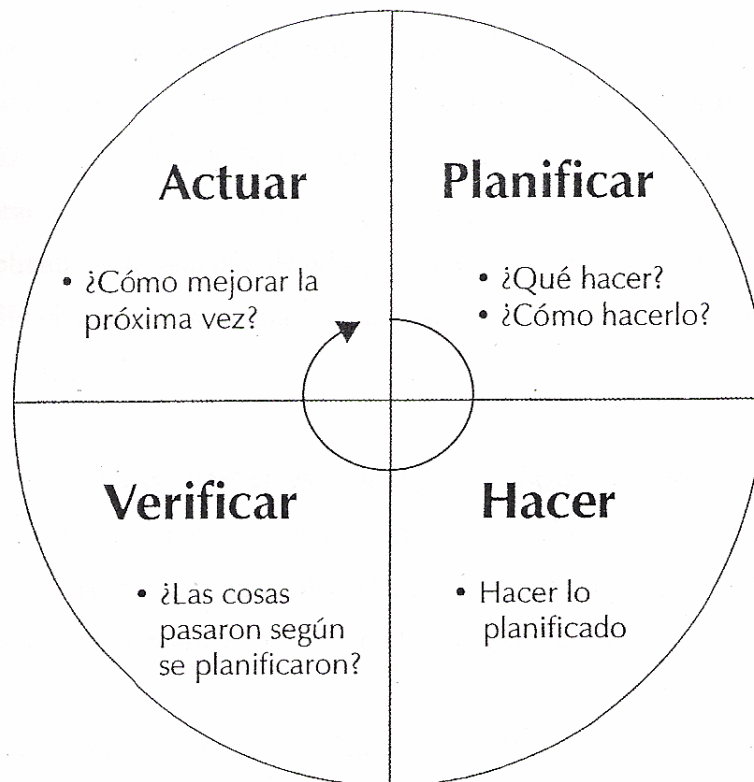 Actuar
• ¿Cómo mejorar la
próxima vez?
Planificar
• ¿Qué hacer?
• ¿Cómo hacerlo?
Verificar
• ¿Las cosas
pasaron según
se planificaron?
Hacer
• Hacer lo
planificado